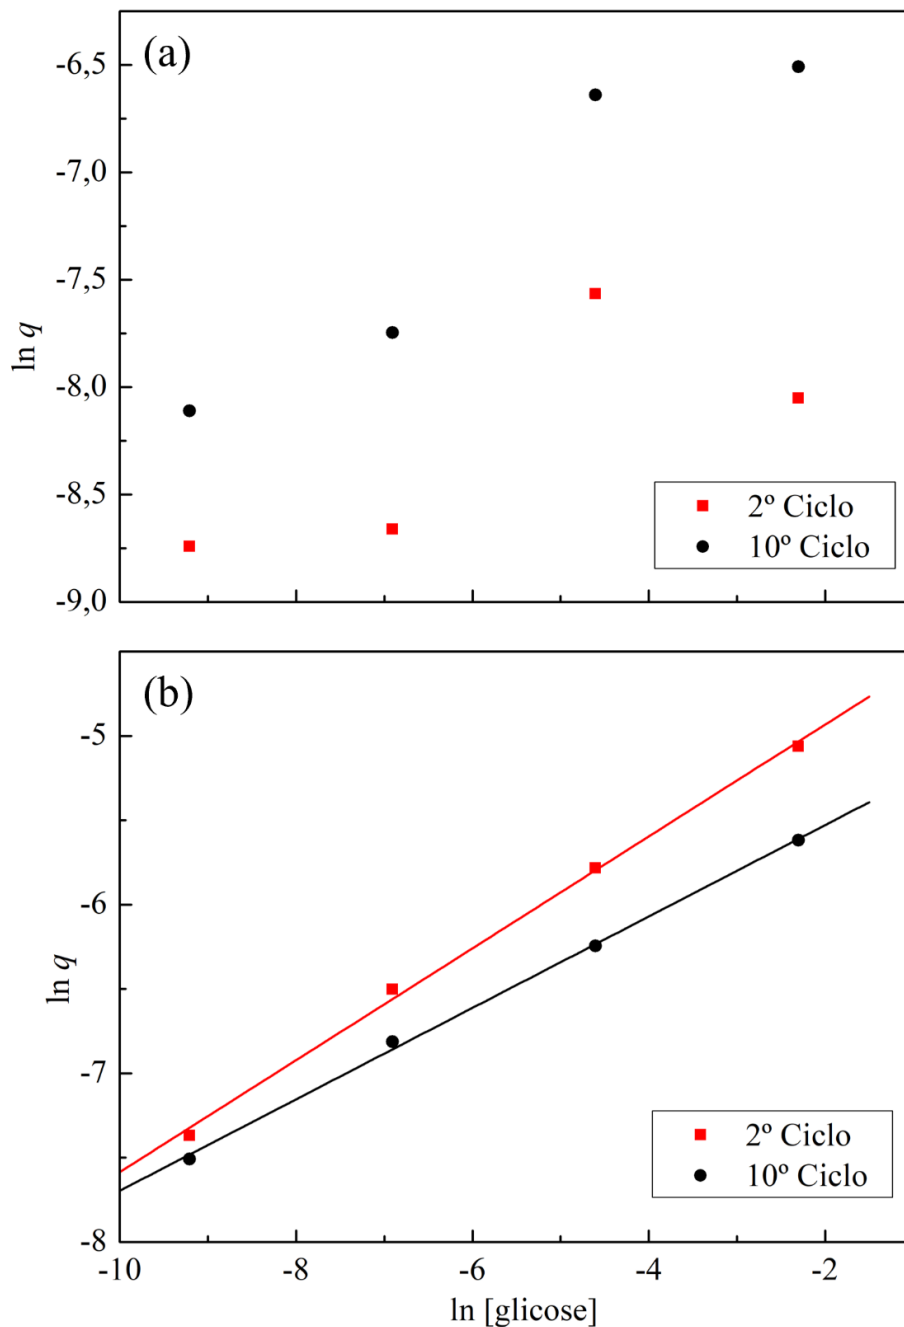 (a)
-6,5
-7,0
-7,5
-8,0
-8,5
-9,0
ln q
2º Ciclo
10º Ciclo
(b)
-5
-6
-7
-8
ln q
2º Ciclo
10º Ciclo
-10 -8 -6 -4 -2
ln [glicose]